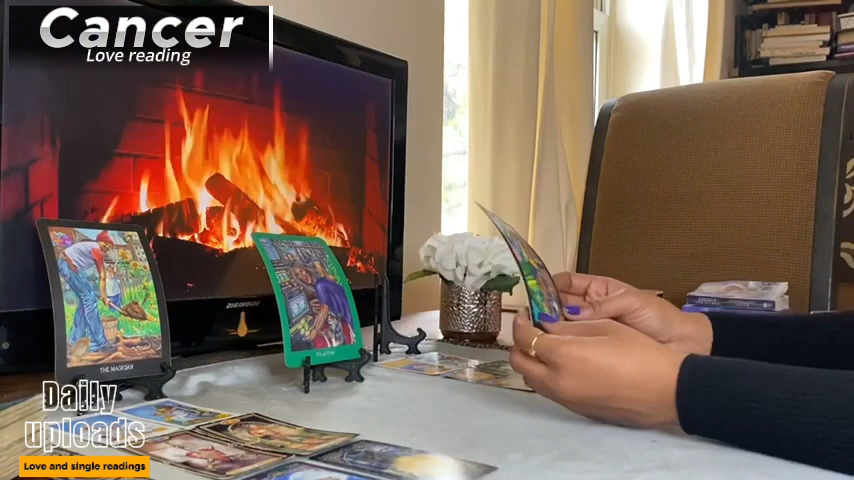 Cancer
Love reading
THE MAGICIAN
Daily
uploads
Love and single readings